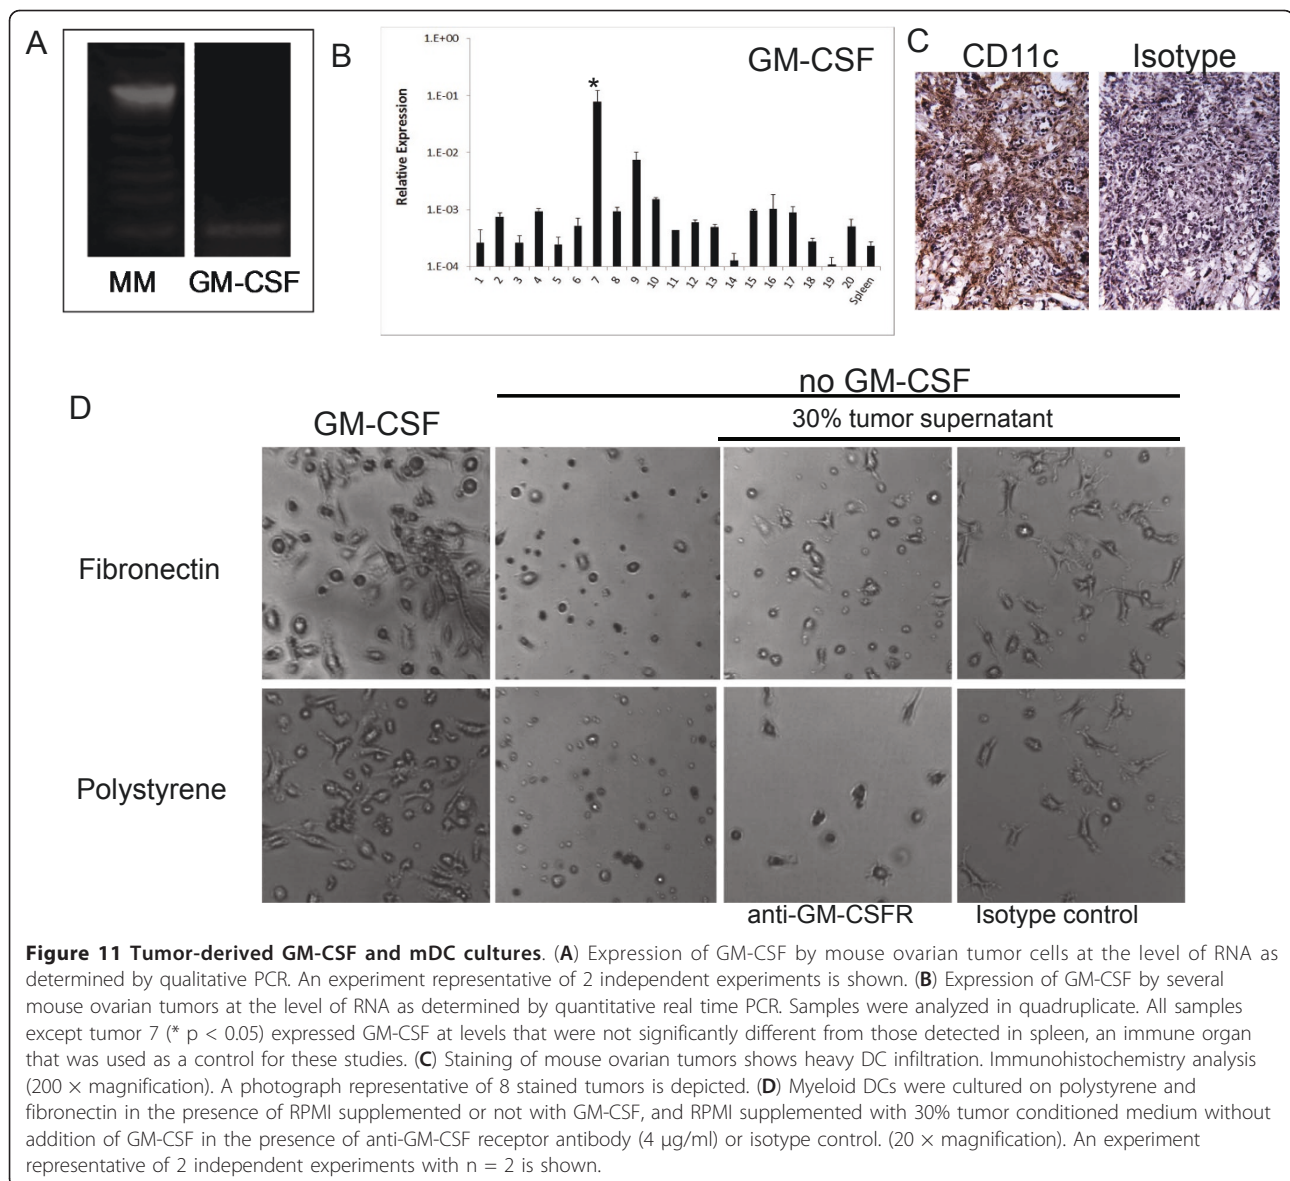 A
MM
GM-CSF
B
GM-CSF
Relative Expression
1.E+00
1.E-01
1.E-02
1.E-03
1.E-04
*
1
2
3
4
5
6
7
8
9
10
11
12
13
14
15
16
17
18
19
20
Spleen
C
CD11c
Isotype
D
GM-CSF
no GM-CSF
30% tumor supernatant
Fibronectin
Polystyrene
anti-GM-CSFR
Isotype control
Figure 11 Tumor-derived GM-CSF and mDC cultures. (A) Expression of GM-CSF by mouse ovarian tumor cells at the level of RNA as
determined by qualitative PCR. An experiment representative of 2 independent experiments is shown. (B) Expression of GM-CSF by several
mouse ovarian tumors at the level of RNA as determined by quantitative real time PCR. Samples were analyzed in quadruplicate. All samples
except tumor 7 (* p < 0.05) expressed GM-CSF at levels that were not significantly different from those detected in spleen, an immune organ
that was used as a control for these studies. (C) Staining of mouse ovarian tumors shows heavy DC infiltration. Immunohistochemistry analysis
(200 × magnification). A photograph representative of 8 stained tumors is depicted. (D) Myeloid DCs were cultured on polystyrene and
fibronectin in the presence of RPMI supplemented or not with GM-CSF, and RPMI supplemented with 30% tumor conditioned medium without
addition of GM-CSF in the presence of anti-GM-CSF receptor antibody (4 μg/ml) or isotype control. (20 × magnification). An experiment
representative of 2 independent experiments with n = 2 is shown.